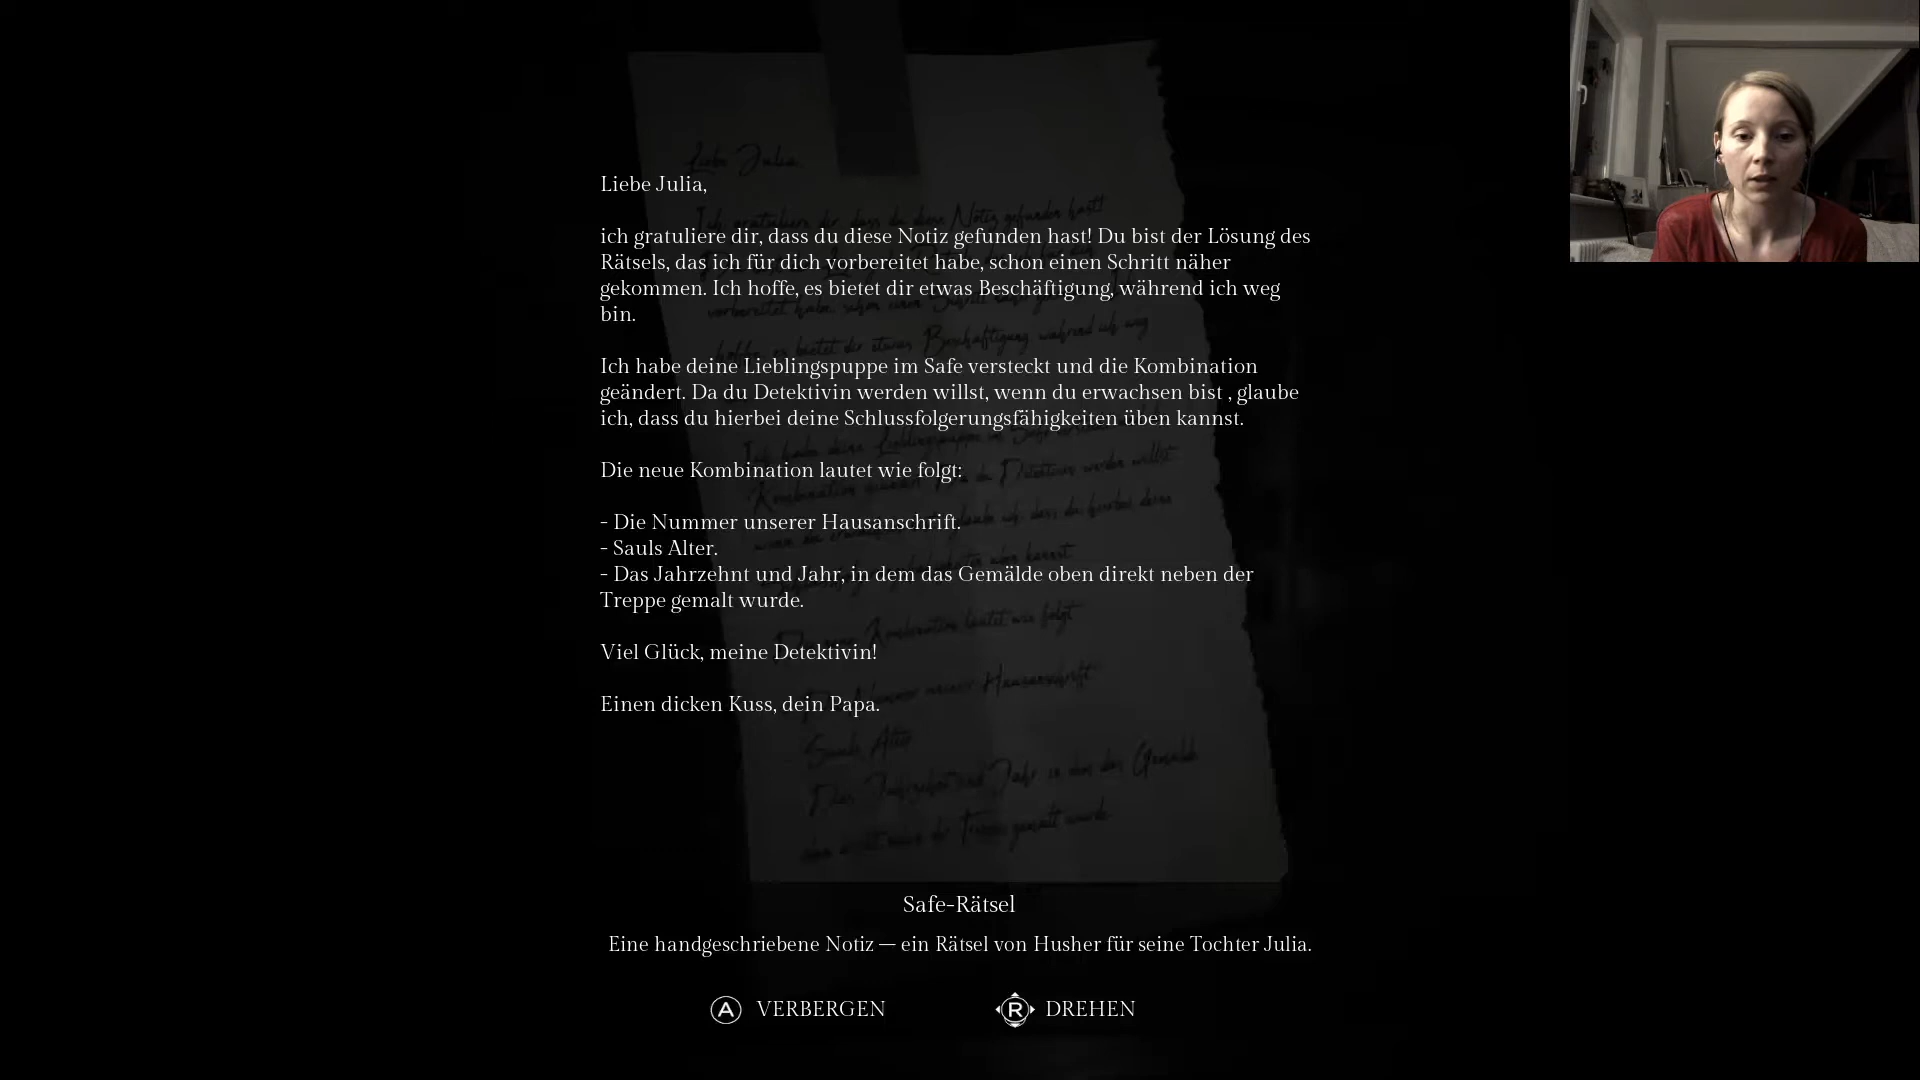 Liebe Julia,
ich gratuliere dir, dass du diese Notiz gefunden hast! Du bist der Lösung des
Rätsels, das ich für dich vorbereitet habe, schon einen Schritt näher
gekommen. Ich hoffe, es bietet dir etwas Beschäftigung, während ich weg
bin.
Ich habe deine Lieblingspuppe im Safe versteckt und die Kombination
geändert. Da du Detektivin werden willst, wenn du erwachsen bist , glaube
ich, dass du hierbei deine Schlussfolgerungsfähigkeiten üben kannst.
Die neue Kombination lautet wie folgt:
- Die Nummer unserer Hausanschrift.
- Sauls Alter.
- Das Jahrzehnt und Jahr, in dem das Gemälde oben direkt neben der
Treppe gemalt wurde.
Viel Glück, meine Detektivin!
Einen dicken Kuss, dein Papa.
Safe-Rätsel
Eine handgeschriebene Notiz — ein Rätsel von Husher für seine Tochter Julia.
A VERBERGEN R DREHEN